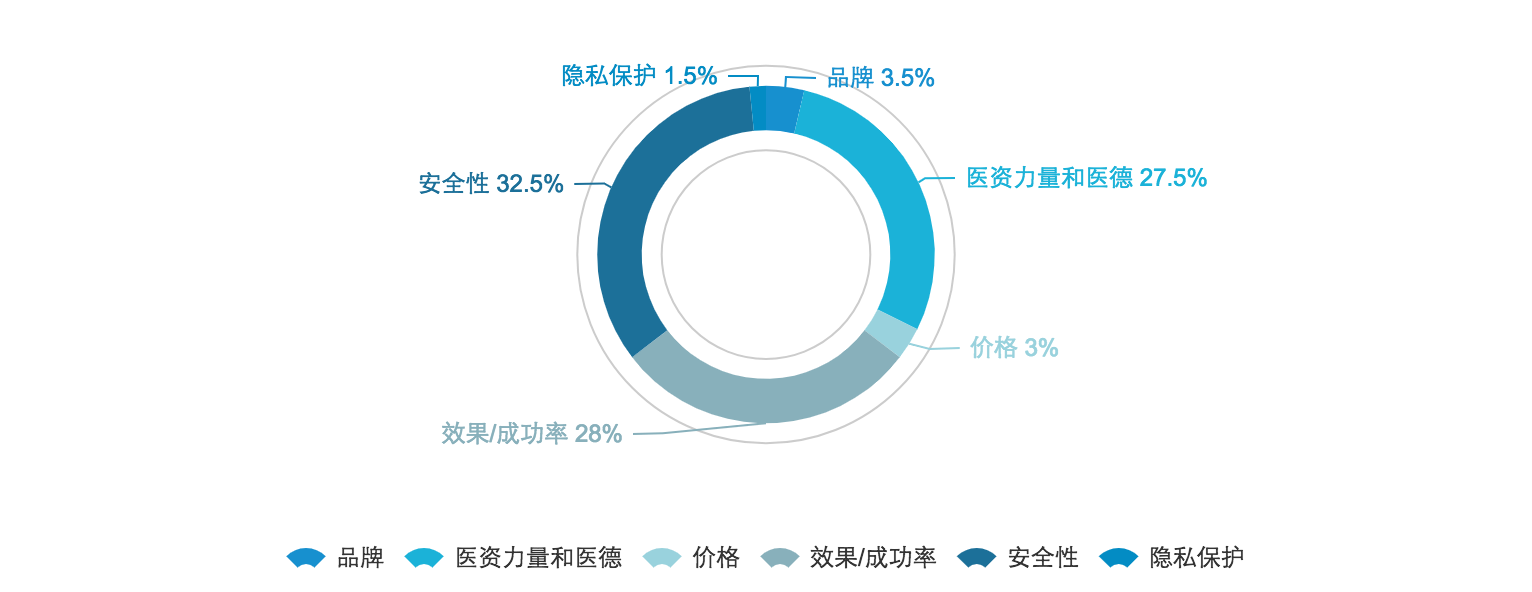 隐私保护 1.5%
品牌 3.5%
医资力量和医德 27.5%
安全性 32.5%
价格 3%
效果/成功率 28%
品牌
医资力量和医德
价格
效果/成功率
安全性
隐私保护